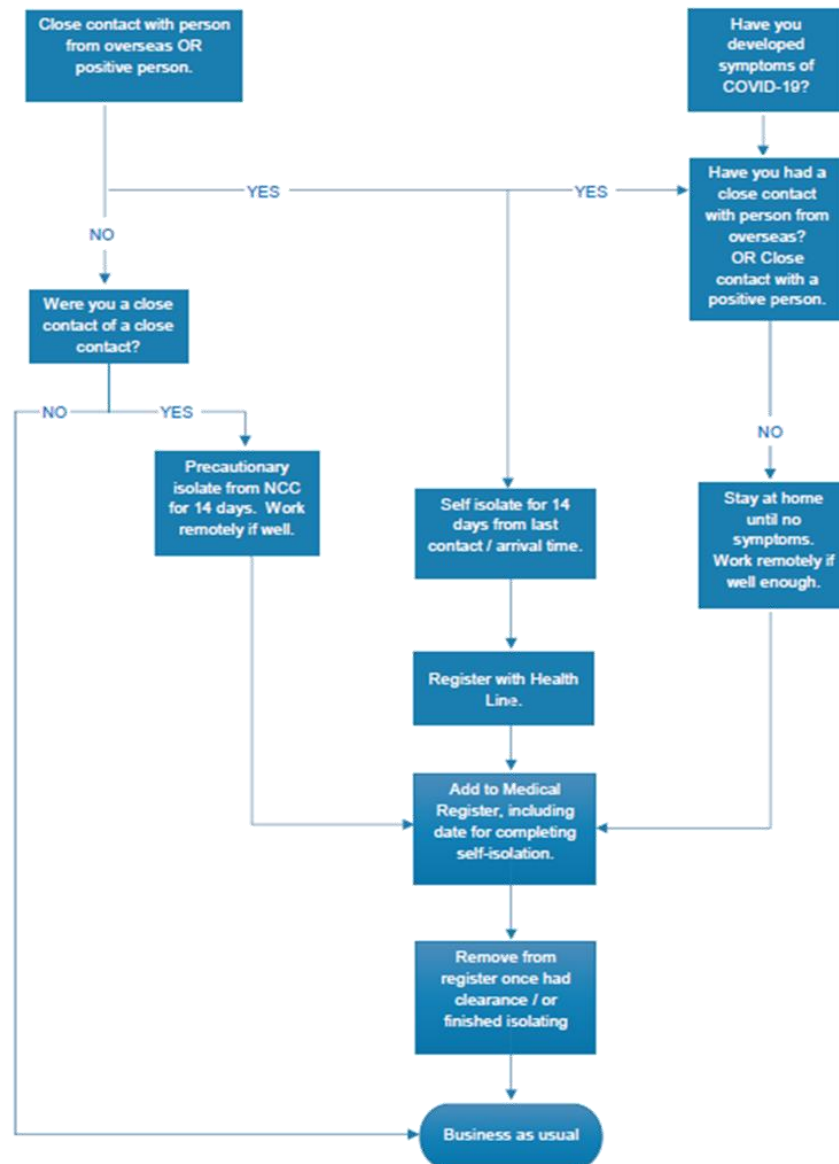 Close contact with person
from overseas OR
positive person.
Have you
developed
symptoms of
COVID-19?
YES
YES
Have you had a
close contact
with person from
overseas?
OR Close
contact with a
positive person.
NO
Were you a close
contact of a close
contact?
NO
YES
NO
Precautionary
isolate from NCC
for 14 days. Work
remotely if well.
Self isolate for 14
days from last
contact / arrival time.
Stay at home
until no
symptoms.
Work remotely if
well enough.
Register with Health
Line.
Add to Medical
Register, including
date for completing
self-isolation.
Remove from
register once had
clearance / or
finished isolating
Business as usual